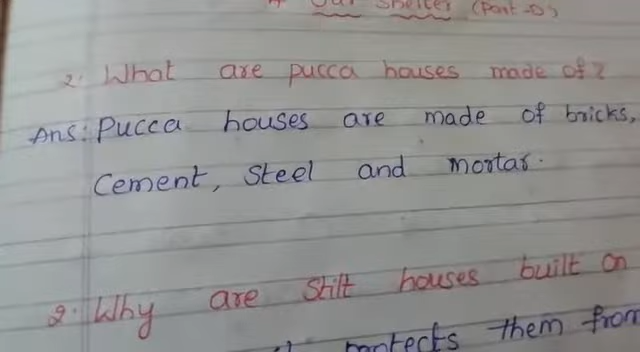 Our Shelter (Part-D)
2. What are pucca houses made of?
Ans: Pucca houses are made of bricks,
Cement, Steel and mortar.
2. Why are Stilt houses built on
protects them from